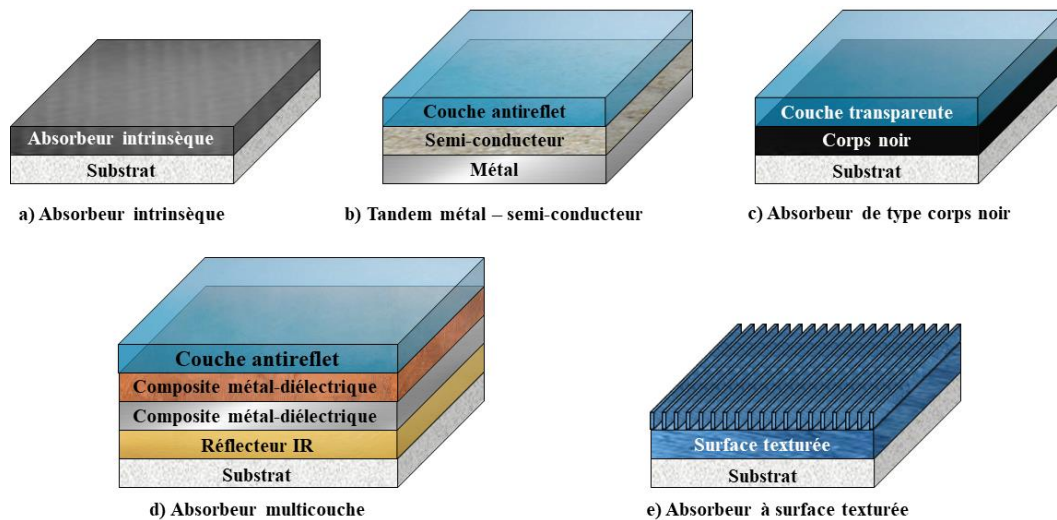 Absorbeur intrinsèque
Substrat
a) Absorbeur intrinsèque
Couche antireflet
Semi-conducteur
Métal
b) Tandem métal – semi-conducteur
Couche transparente
Corps noir
Substrat
c) Absorbeur de type corps noir
Couche antireflet
Composite métal-diélectrique
Composite métal-diélectrique
Réflecteur IR
Substrat
d) Absorbeur multicouche
Surface texturée
Substrat
e) Absorbeur à surface texturée